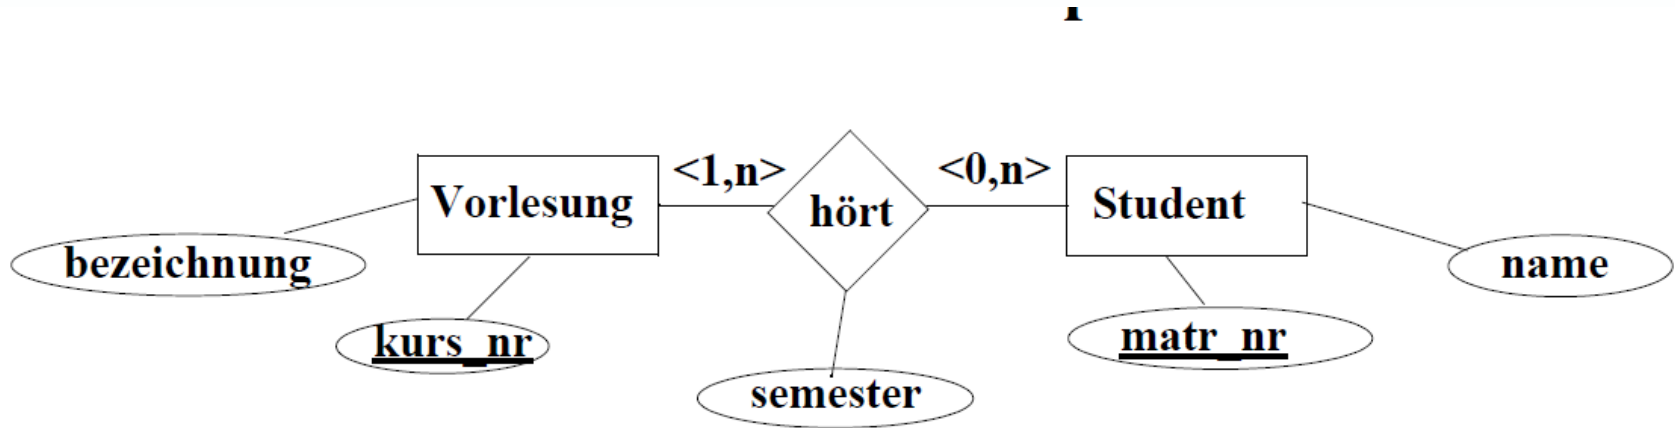 <1,n>
<0,n>
Vorlesung
hört
Student
bezeichnung
name
kurs_nr
matr_nr
semester